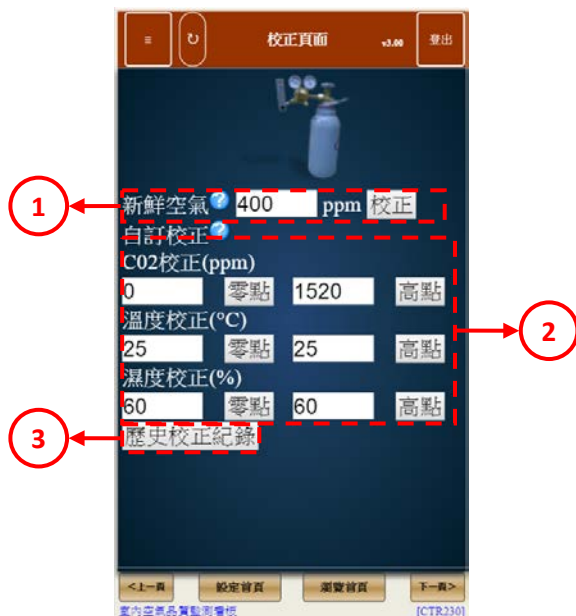 ≡ ↻ 校正頁面 v3.00 登出
新鮮空氣? 400 ppm 校正
自訂校正?
C02校正(ppm)
0 零點 1520 高點
溫度校正(°C)
25 零點 25 高點
濕度校正(%)
60 零點 60 高點
歷史校正紀錄
1
2
3
<上一頁 設定首頁 瀏覽首頁 下一頁>
室內空氣品質監測看板 [CTR230]